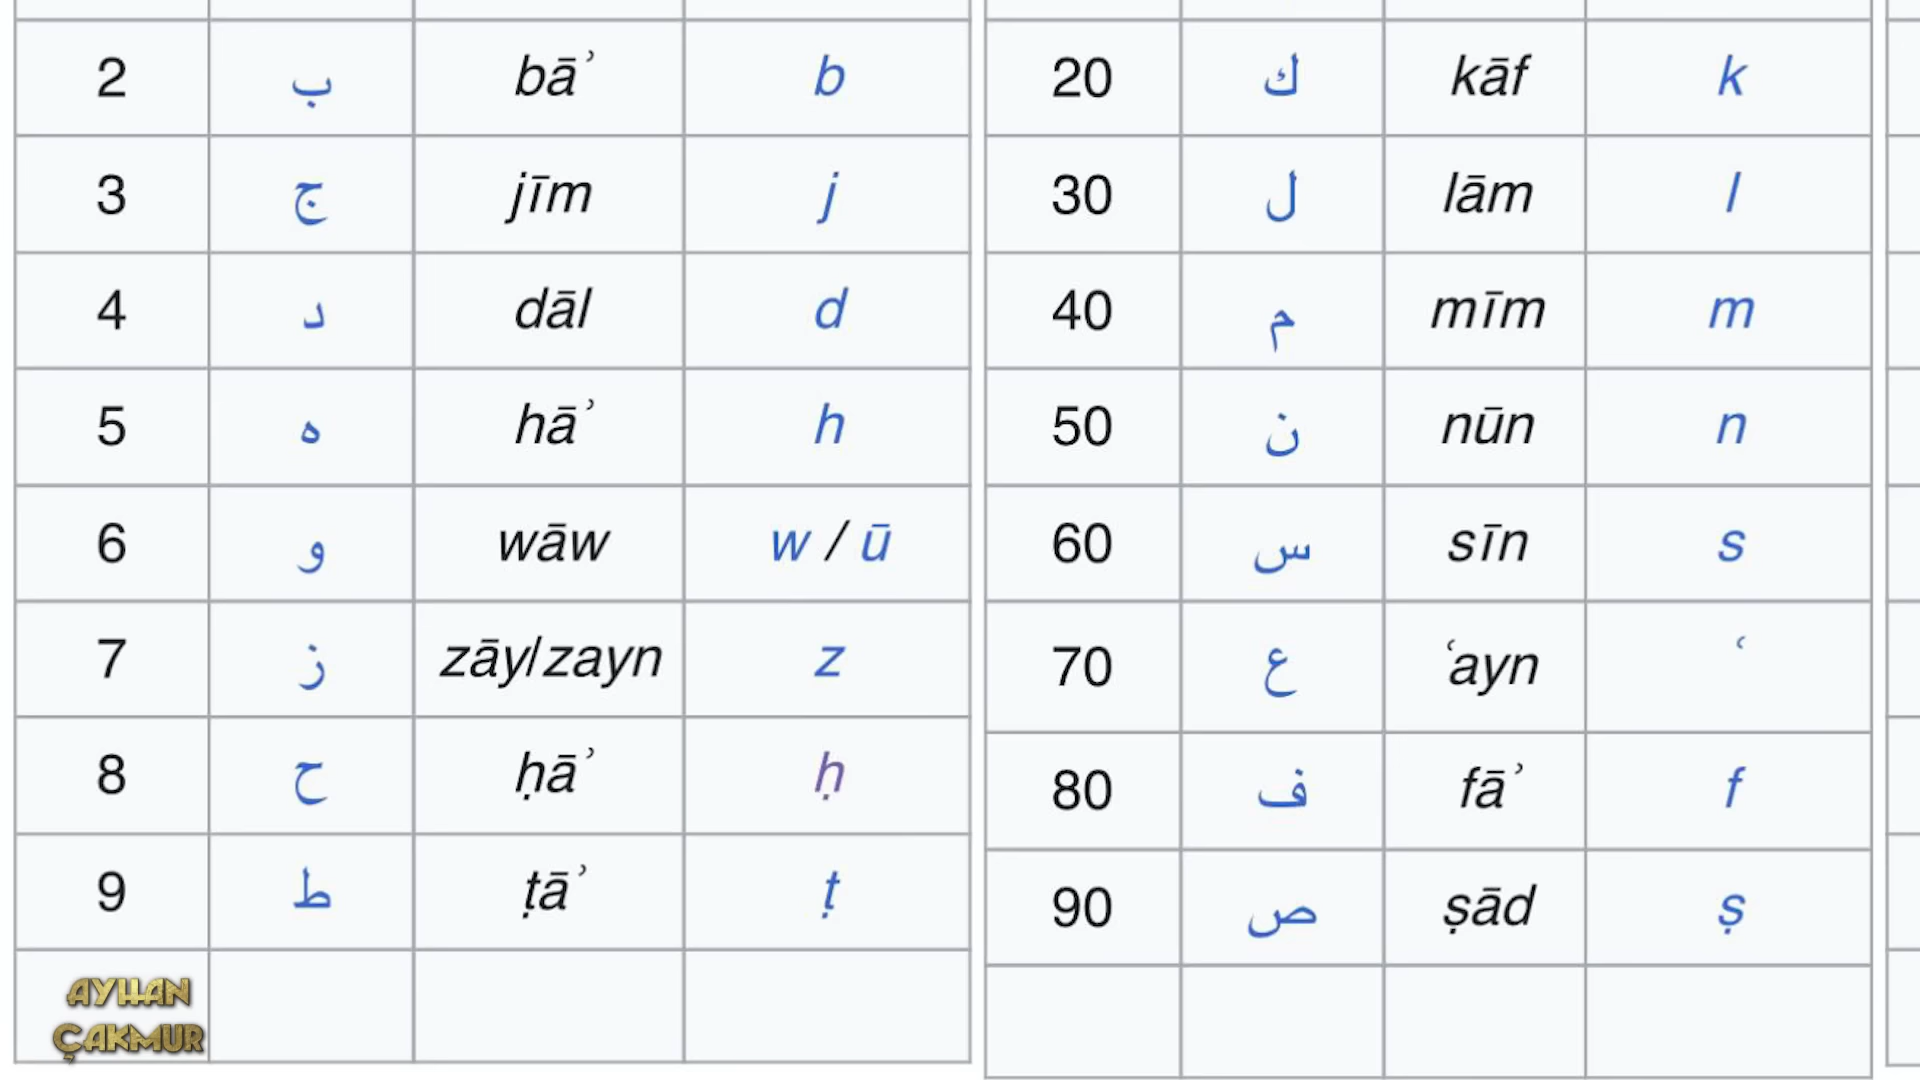 2 ب bāʾ b
3 ج jīm j
4 د dāl d
5 ه hāʾ h
6 و wāw w / ū
7 ز zāy/zayn z
8 ح ḥāʾ ḥ
9 ط ṭāʾ ṭ
20 ك kāf k
30 ل lām l
40 م mīm m
50 ن nūn n
60 س sīn s
70 ع ʿayn ʿ
80 ف fāʾ f
90 ص ṣād ṣ
AYHAN
ÇAKMUR